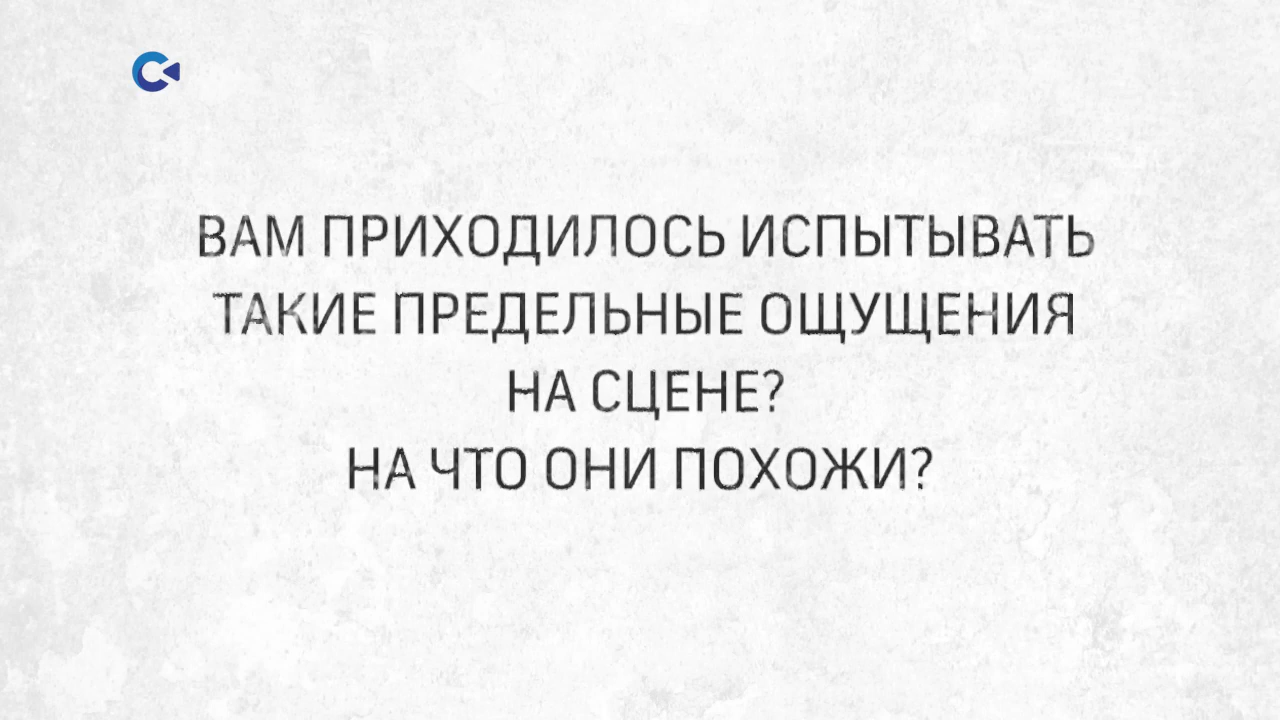 ВАМ ПРИХОДИЛОСЬ ИСПЫТЫВАТЬ
ТАКИЕ ПРЕДЕЛЬНЫЕ ОЩУЩЕНИЯ
НА СЦЕНЕ?
НА ЧТО ОНИ ПОХОЖИ?